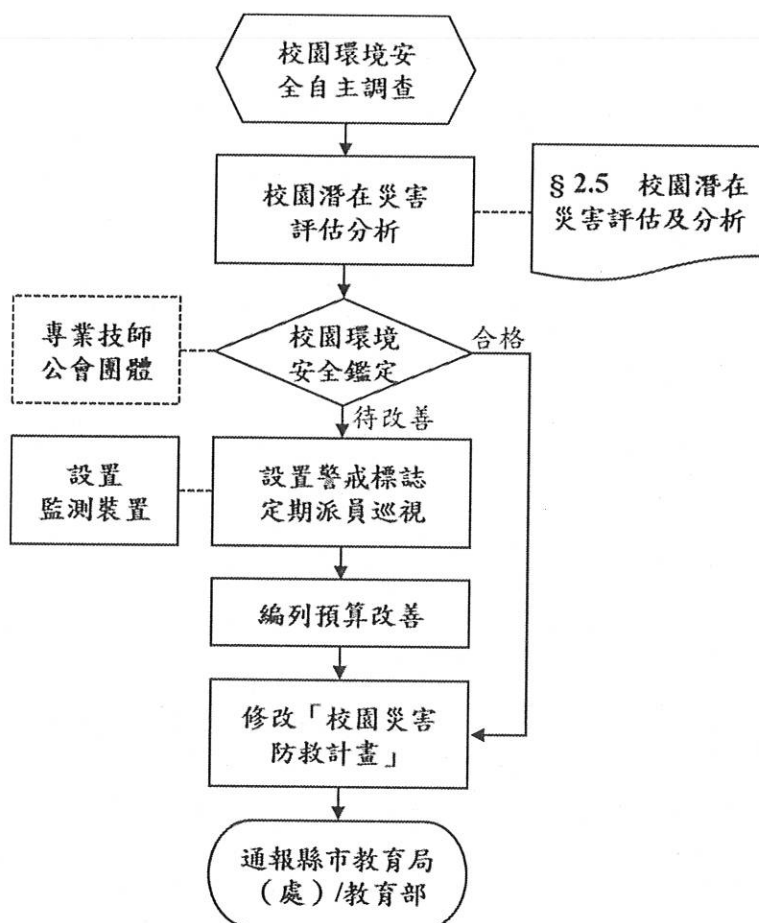 校園環境安
全自主調查
校園潛在災害
評估分析
§ 2.5 校園潛在
災害評估及分析
專業技師
公會團體
校園環境
安全鑑定
合格
待改善
設置
監測裝置
設置警戒標誌
定期派員巡視
編列預算改善
修改「校園災害
防救計畫」
通報縣市教育局
（處）/教育部